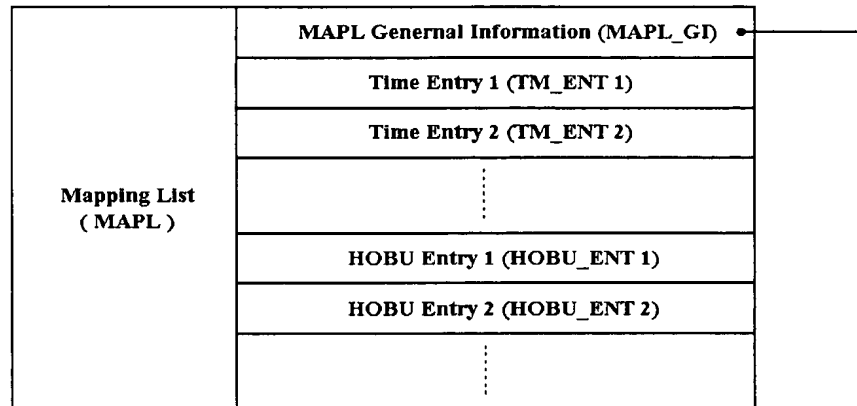 MAPL Genernal Information (MAPL_GI)
Time Entry 1 (TM_ENT 1)
Time Entry 2 (TM_ENT 2)
Mapping List
( MAPL )
HOBU Entry 1 (HOBU_ENT 1)
HOBU Entry 2 (HOBU_ENT 2)